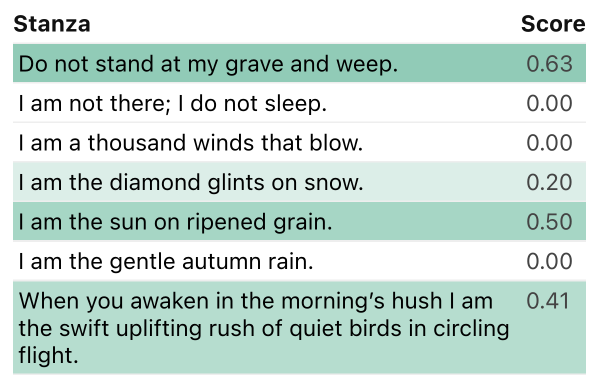 Stanza Score
Do not stand at my grave and weep. 0.63
I am not there; I do not sleep. 0.00
I am a thousand winds that blow. 0.00
I am the diamond glints on snow. 0.20
I am the sun on ripened grain. 0.50
I am the gentle autumn rain. 0.00
When you awaken in the morning’s hush I am 0.41
the swift uplifting rush of quiet birds in circling
flight.